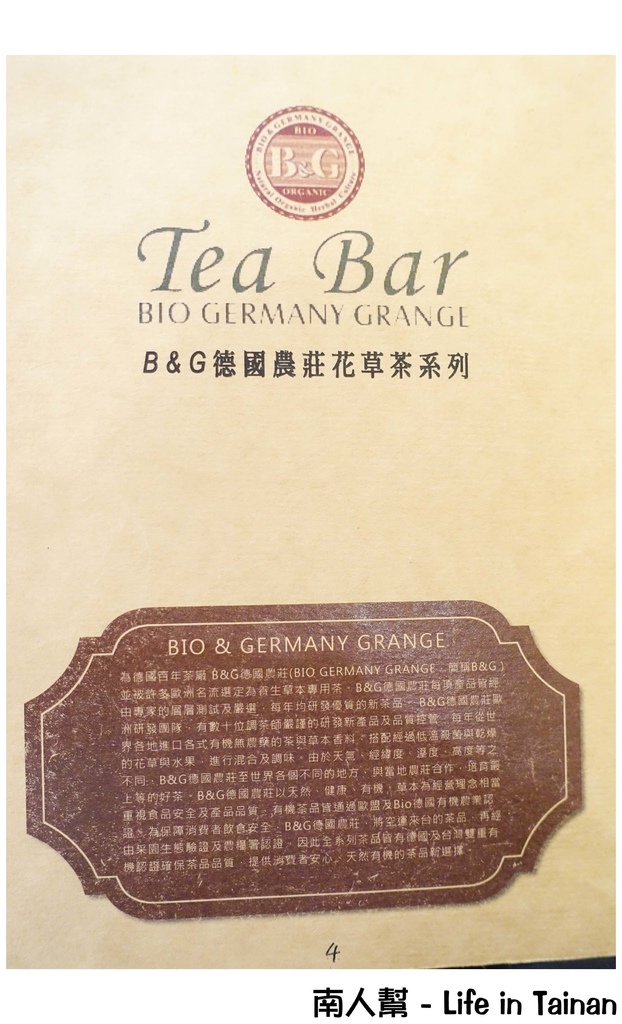 BIO & GERMANY GRANGE
BIO
B&G
ORGANIC
Natural Organic Herbal Culture
Tea Bar
BIO GERMANY GRANGE
B&G德國農莊花草茶系列
BIO & GERMANY GRANGE
為德國百年茶廠 B&G德國農莊(BIO GERMANY GRANGE 簡稱B&G)
並被許多歐洲名流選定為養生草本專用茶。B&G德國農莊每項產品皆經
由專家的層層測試及嚴選，每年均研發優質的新茶品。B&G德國農莊歐
洲研發團隊，有數十位調茶師嚴謹的研發新產品及品質控管。每年從世
界各地進口各式有機無農藥的茶與草本香料，搭配經過低溫殺菌與乾燥
的花草與水果，進行混合及調味。由於天氣、經緯度、溼度、高度等之
不同，B&G德國農莊至世界各個不同的地方，與當地農莊合作，培育最
上等的好茶。B&G德國農莊以天然、健康、有機、草本為經營理念相當
重視食品安全及產品品質，有機茶品皆通過歐盟及Bio德國有機農業認
證。為保障消費者飲食安全，B&G德國農莊，將空運來台的茶品，再經
由采園生態驗證及農糧署認證，因此全系列茶品皆有德國及台灣雙重有
機認證確保茶品品質，提供消費者安心、天然有機的茶品新選擇
4
南人幫 - Life in Tainan